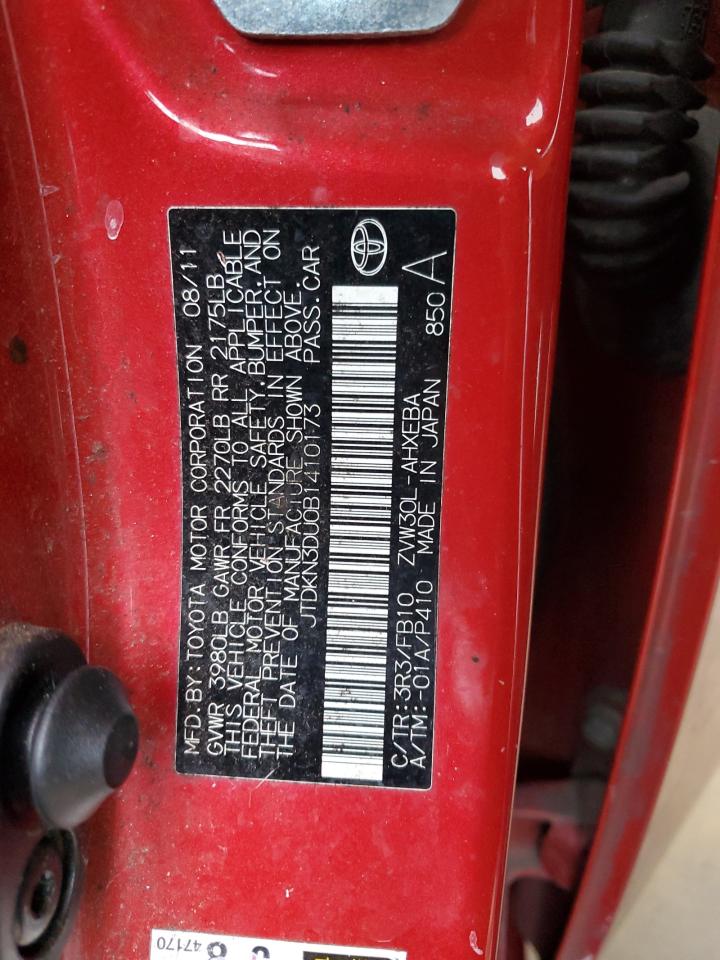 MFD.BY:TOYOTA MOTOR CORPORATION 08/11
GVWR 3980LB GAWR FR 2270LB RR 2175LB
THIS VEHICLE CONFORMS TO ALL APPLICABLE
FEDERAL MOTOR VEHICLE SAFETY,BUMPER,AND
THEFT PREVENTION STANDARDS IN EFFECT ON
THE DATE OF MANUFACTURE SHOWN ABOVE.
JTDKN3DU0B1410173 PASS.CAR
C/TR:3R3/FB10 ZVW30L-AHXEBA
A/TM:-01A/P410 MADE IN JAPAN 850 A
47170